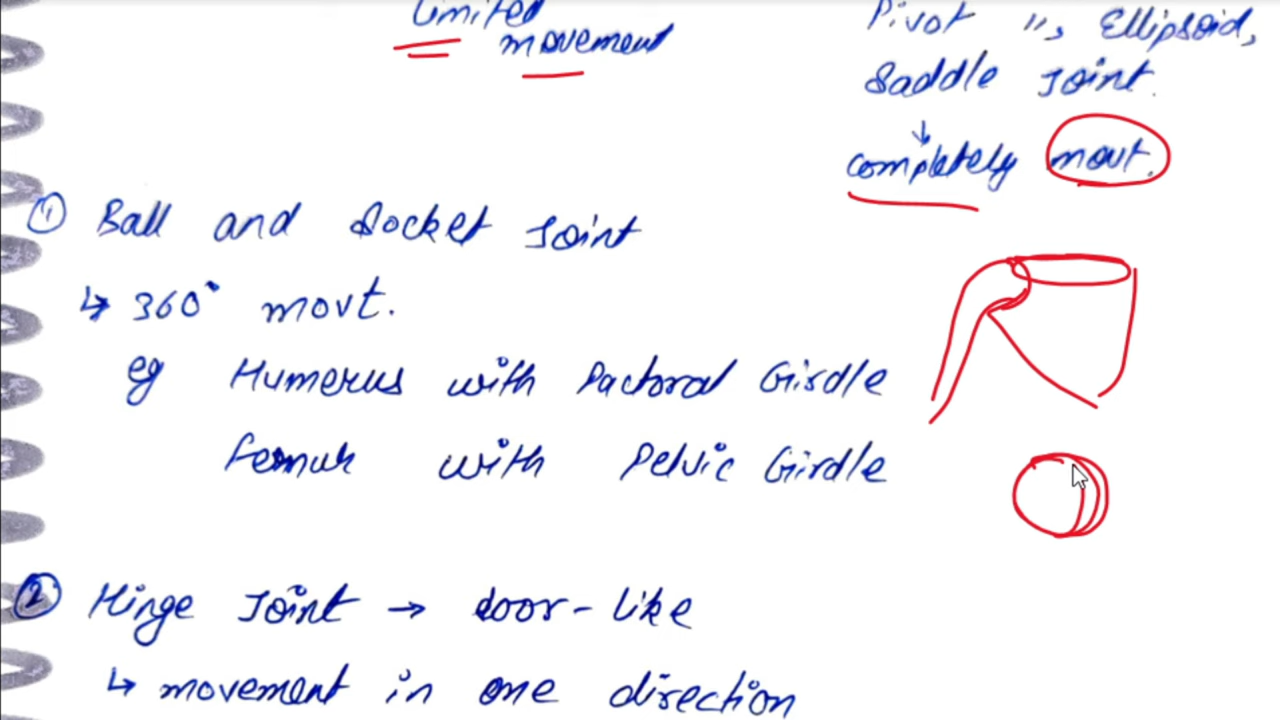 Limited
movement
Pivot ", Ellipsoid,
Saddle Joint.
↓
completely movt.
① Ball and Socket Joint
↳ 360° movt.
eg Humerus with Pactoral Girdle
Femur with Pelvic Girdle
② Hinge Joint → door-like
↳ movement in one direction